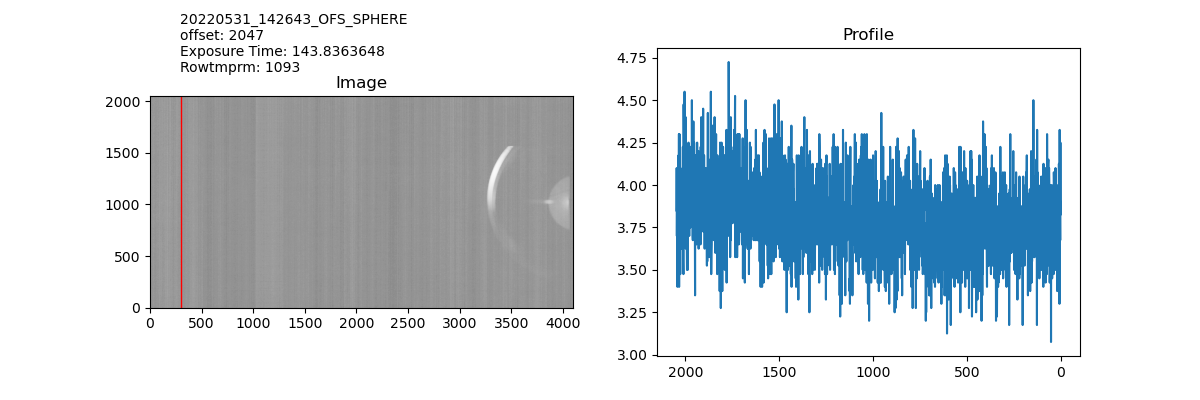 20220531_142643_OFS_SPHERE
offset: 2047
Exposure Time: 143.8363648
Rowtmprm: 1093
Image
2000
1500
1000
500
0
0 500 1000 1500 2000 2500 3000 3500 4000
Profile
4.75
4.50
4.25
4.00
3.75
3.50
3.25
3.00
2000 1500 1000 500 0